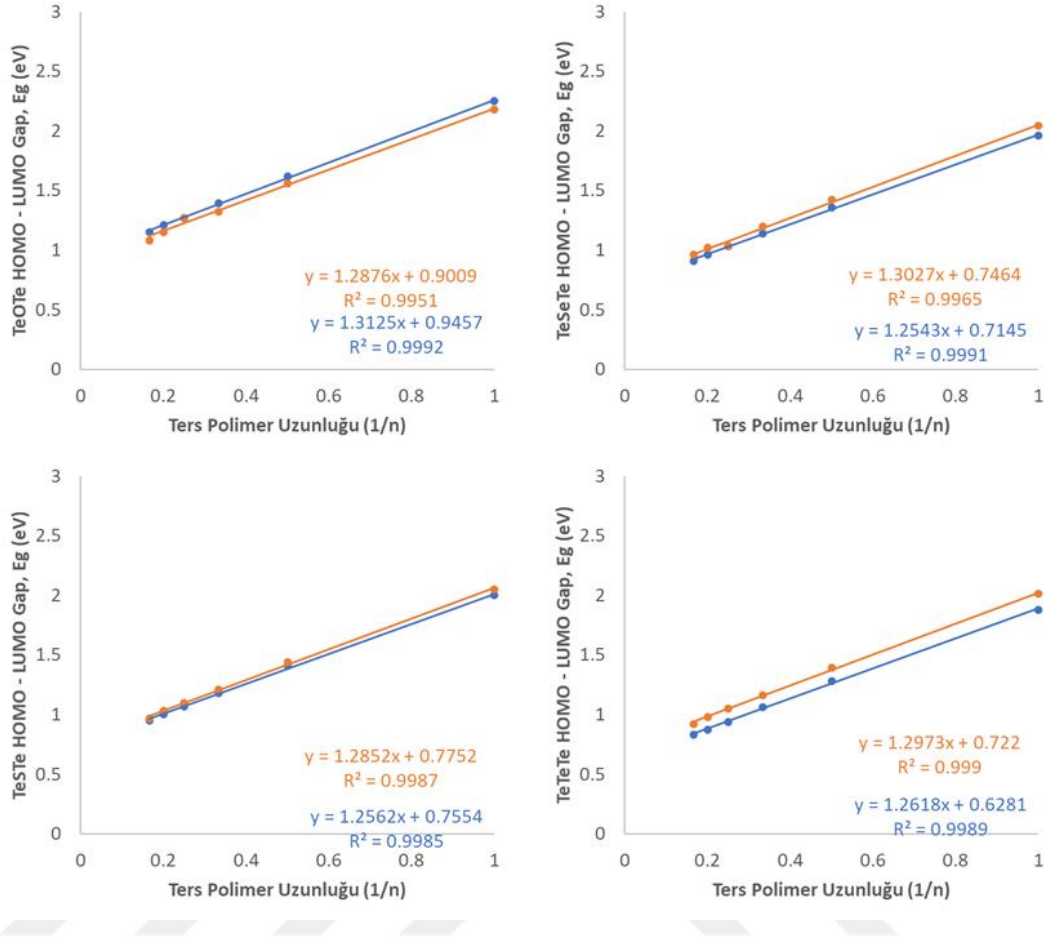 TeOTe HOMO - LUMO Gap, Eg (eV)
3
2.5
2
1.5
1
0.5
0
y = 1.2876x + 0.9009
R² = 0.9951
y = 1.3125x + 0.9457
R² = 0.9992
0 0.2 0.4 0.6 0.8 1
Ters Polimer Uzunluğu (1/n)
TeSeTe HOMO - LUMO Gap, Eg (eV)
3
2.5
2
1.5
1
0.5
0
y = 1.3027x + 0.7464
R² = 0.9965
y = 1.2543x + 0.7145
R² = 0.9991
0 0.2 0.4 0.6 0.8 1
Ters Polimer Uzunluğu (1/n)
TeSTe HOMO - LUMO Gap, Eg (eV)
3
2.5
2
1.5
1
0.5
0
y = 1.2852x + 0.7752
R² = 0.9987
y = 1.2562x + 0.7554
R² = 0.9985
0 0.2 0.4 0.6 0.8 1
Ters Polimer Uzunluğu (1/n)
TeTeTe HOMO - LUMO Gap, Eg (eV)
3
2.5
2
1.5
1
0.5
0
y = 1.2973x + 0.722
R² = 0.999
y = 1.2618x + 0.6281
R² = 0.9989
0 0.2 0.4 0.6 0.8 1
Ters Polimer Uzunluğu (1/n)